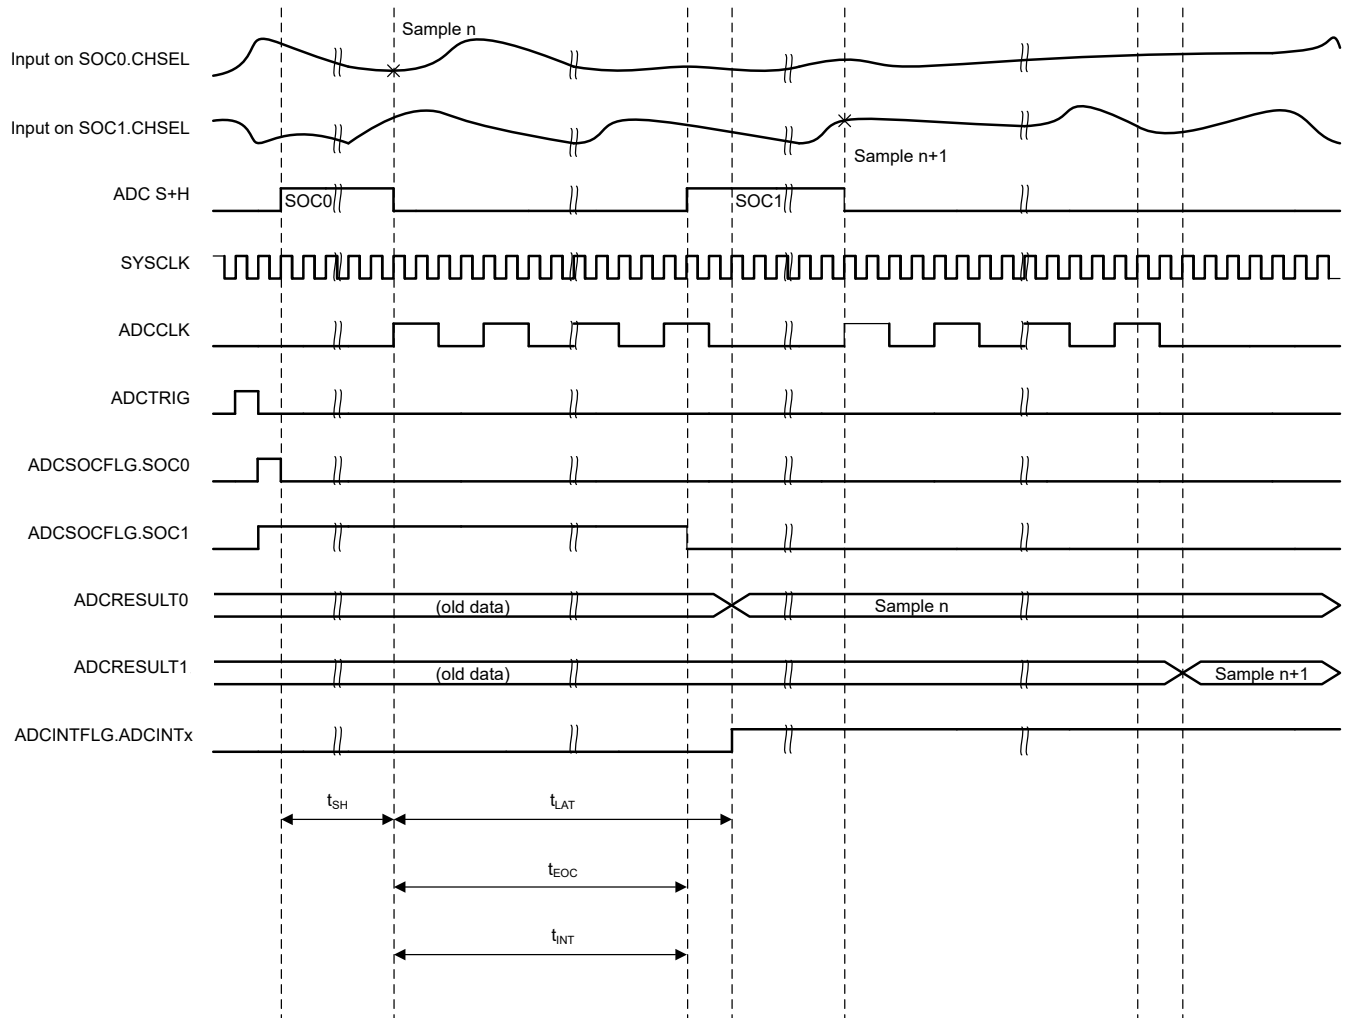 Sample n
Input on SOC0.CHSEL
Input on SOC1.CHSEL
Sample n+1
ADC S+H
SOC0
SOC1
SYSCLK
ADCCLK
ADCTRIG
ADCSOCFLG.SOC0
ADCSOCFLG.SOC1
ADCRESULT0
(old data)
Sample n
ADCRESULT1
(old data)
Sample n+1
ADCINTFLG.ADCINTx
tSH
tLAT
tEOC
tINT